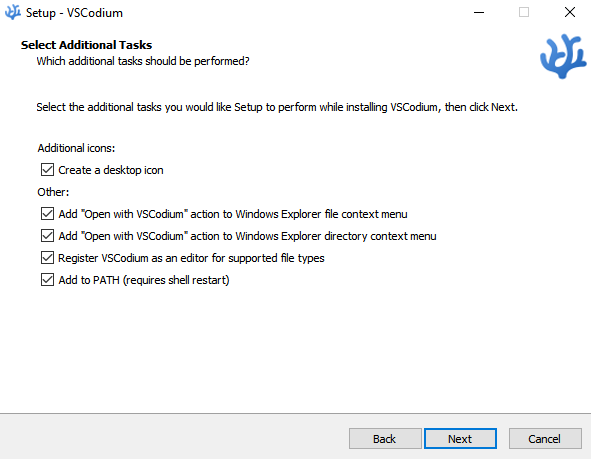 Setup - VSCodium
Select Additional Tasks
Which additional tasks should be performed?
Select the additional tasks you would like Setup to perform while installing VSCodium, then click Next.
Additional icons:
Create a desktop icon
Other:
Add "Open with VSCodium" action to Windows Explorer file context menu
Add "Open with VSCodium" action to Windows Explorer directory context menu
Register VSCodium as an editor for supported file types
Add to PATH (requires shell restart)
Back Next Cancel